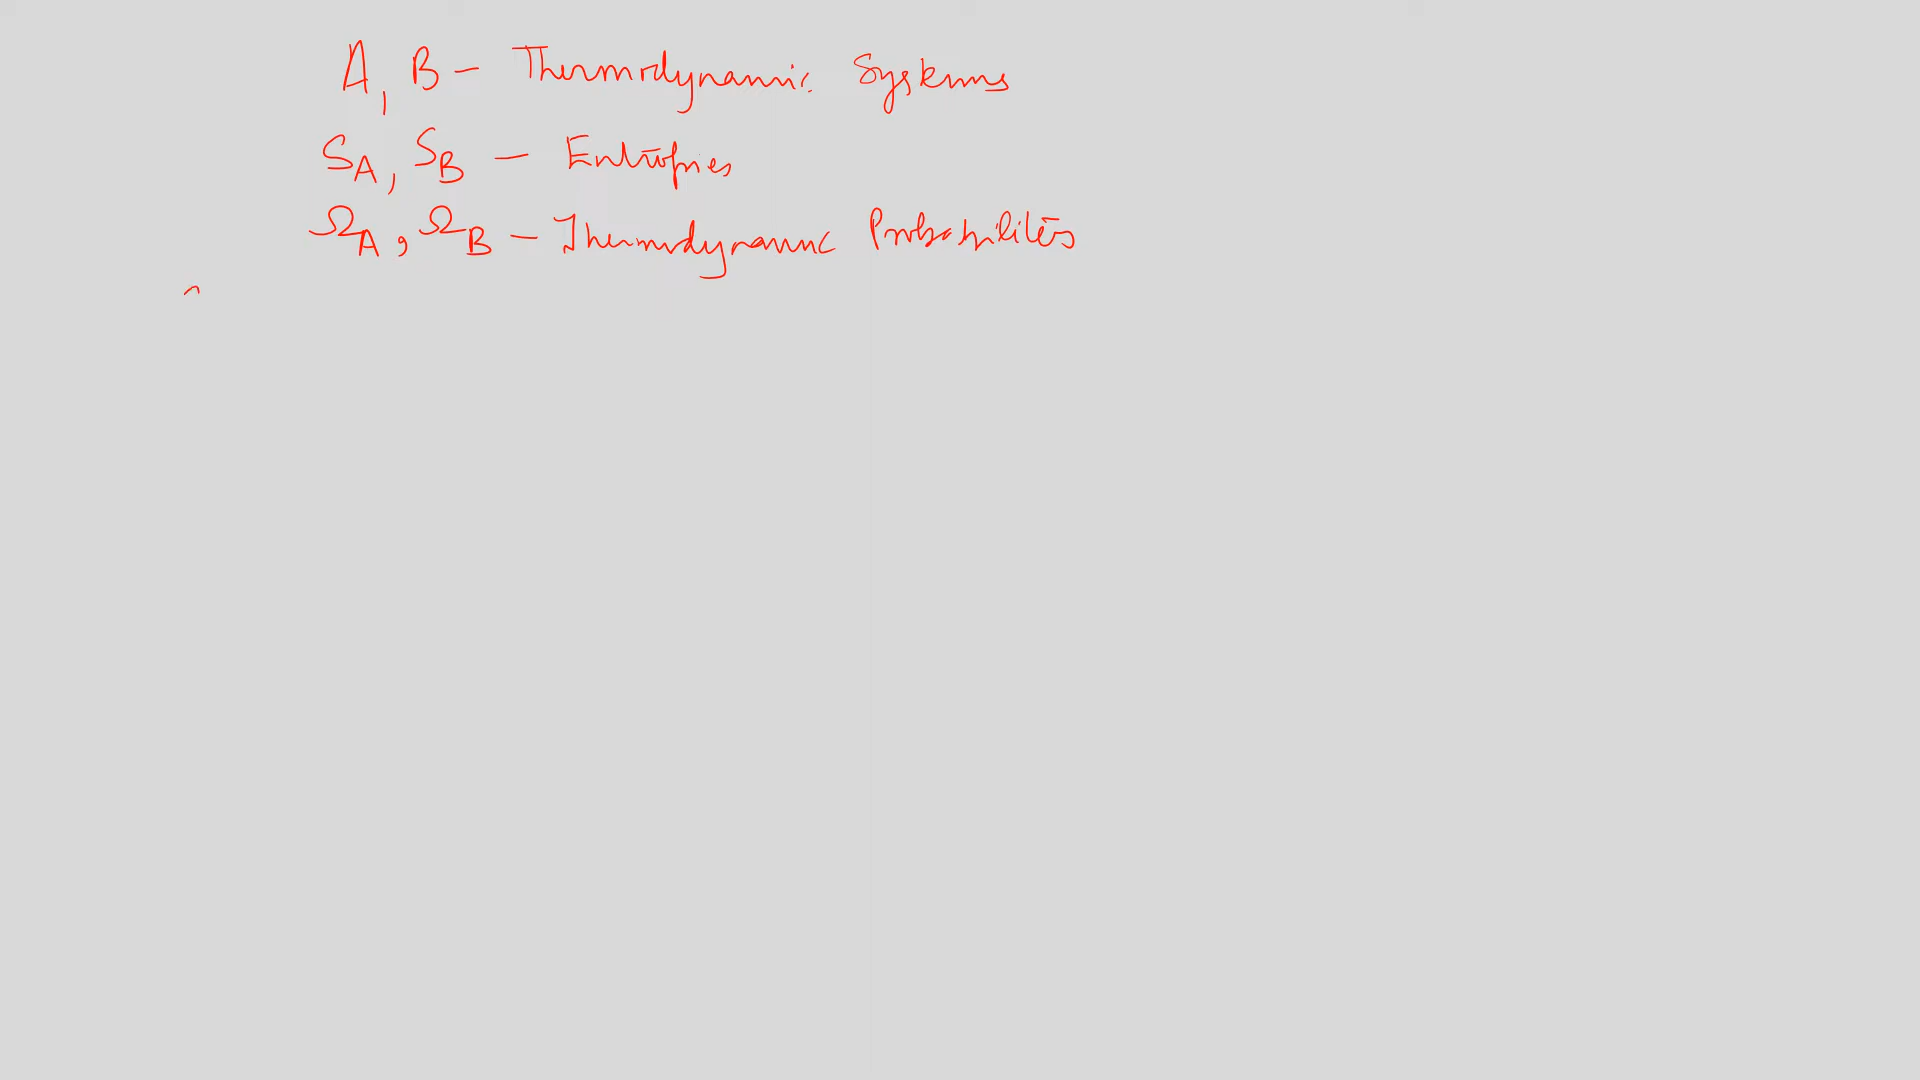 A, B - Thermodynamic Systems
S_A, S_B - Entropies
Ω_A, Ω_B - Thermodynamic Probabilities